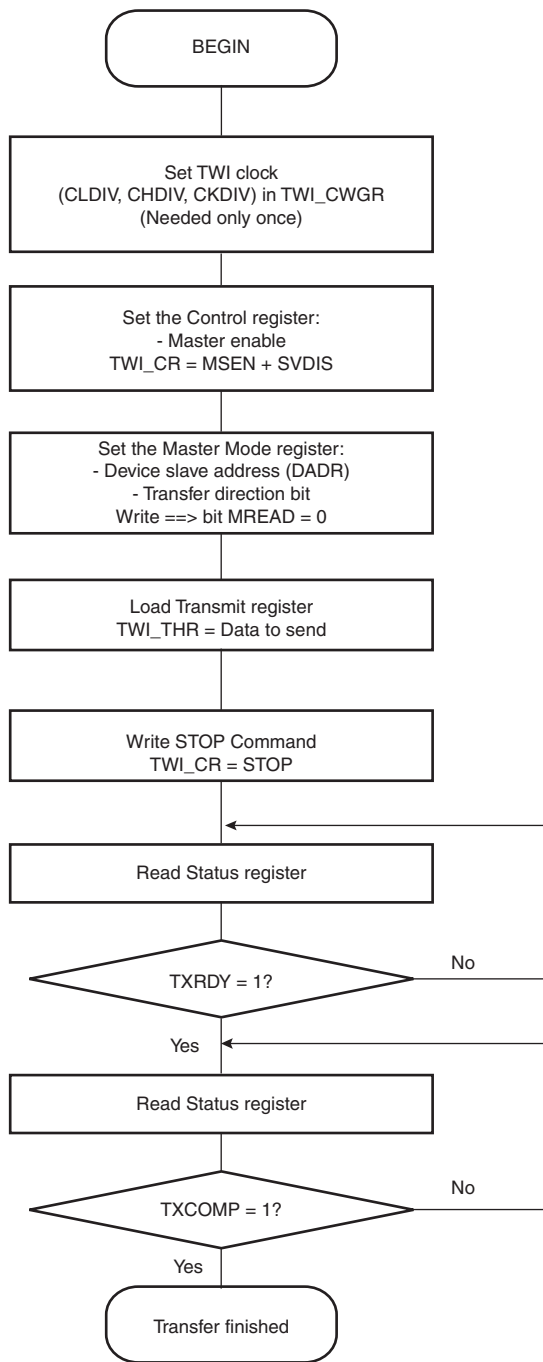 BEGIN
Set TWI clock
(CLDIV, CHDIV, CKDIV) in TWI_CWGR
(Needed only once)
Set the Control register:
- Master enable
TWI_CR = MSEN + SVDIS
Set the Master Mode register:
- Device slave address (DADR)
- Transfer direction bit
Write ==> bit MREAD = 0
Load Transmit register
TWI_THR = Data to send
Write STOP Command
TWI_CR = STOP
Read Status register
TXRDY = 1?
No
Yes
Read Status register
TXCOMP = 1?
No
Yes
Transfer finished